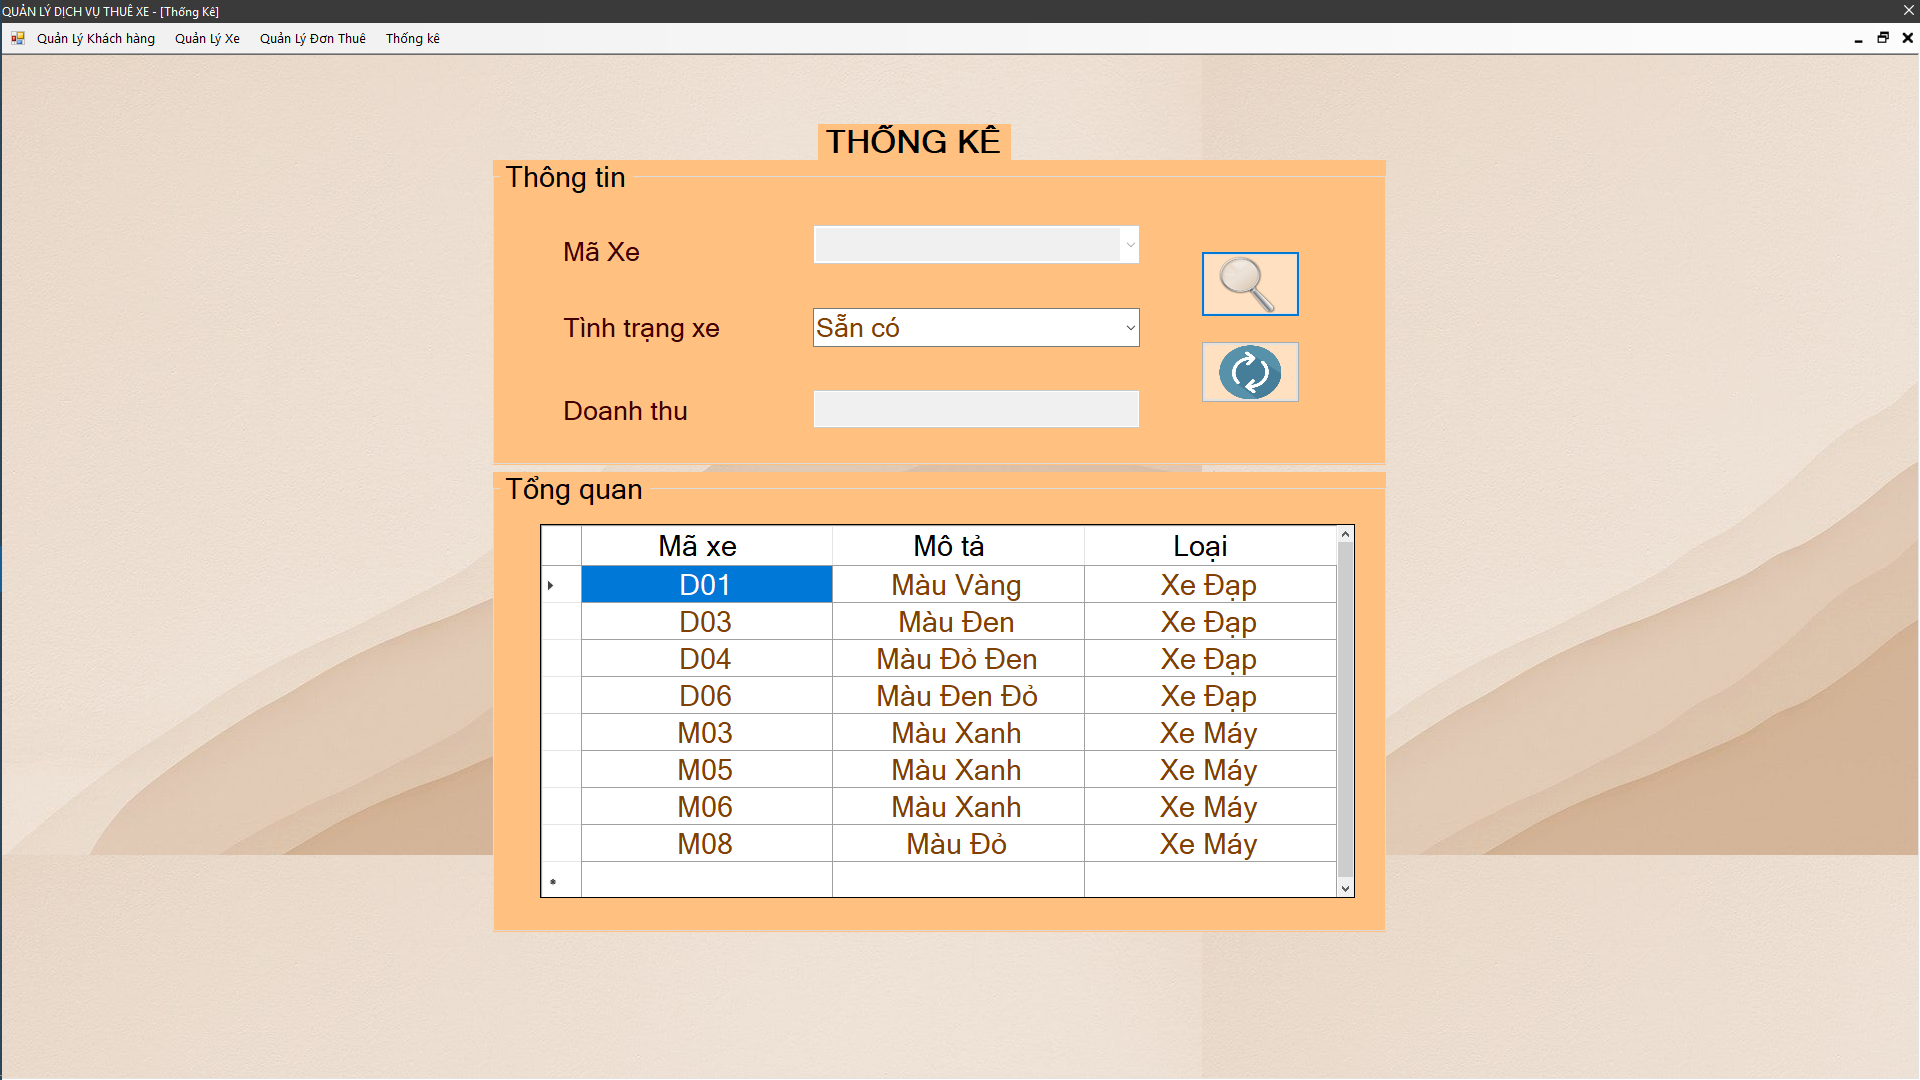 QUẢN LÝ DỊCH VỤ THUÊ XE - [Thống Kê]
Quản Lý Khách hàng Quản Lý Xe Quản Lý Đơn Thuê Thống kê
THỐNG KÊ
Thông tin
Mã Xe
Tình trạng xe Sẵn có
Doanh thu
Tổng quan
Mã xe Mô tả Loại
D01 Màu Vàng Xe Đạp
D03 Màu Đen Xe Đạp
D04 Màu Đỏ Đen Xe Đạp
D06 Màu Đen Đỏ Xe Đạp
M03 Màu Xanh Xe Máy
M05 Màu Xanh Xe Máy
M06 Màu Xanh Xe Máy
M08 Màu Đỏ Xe Máy